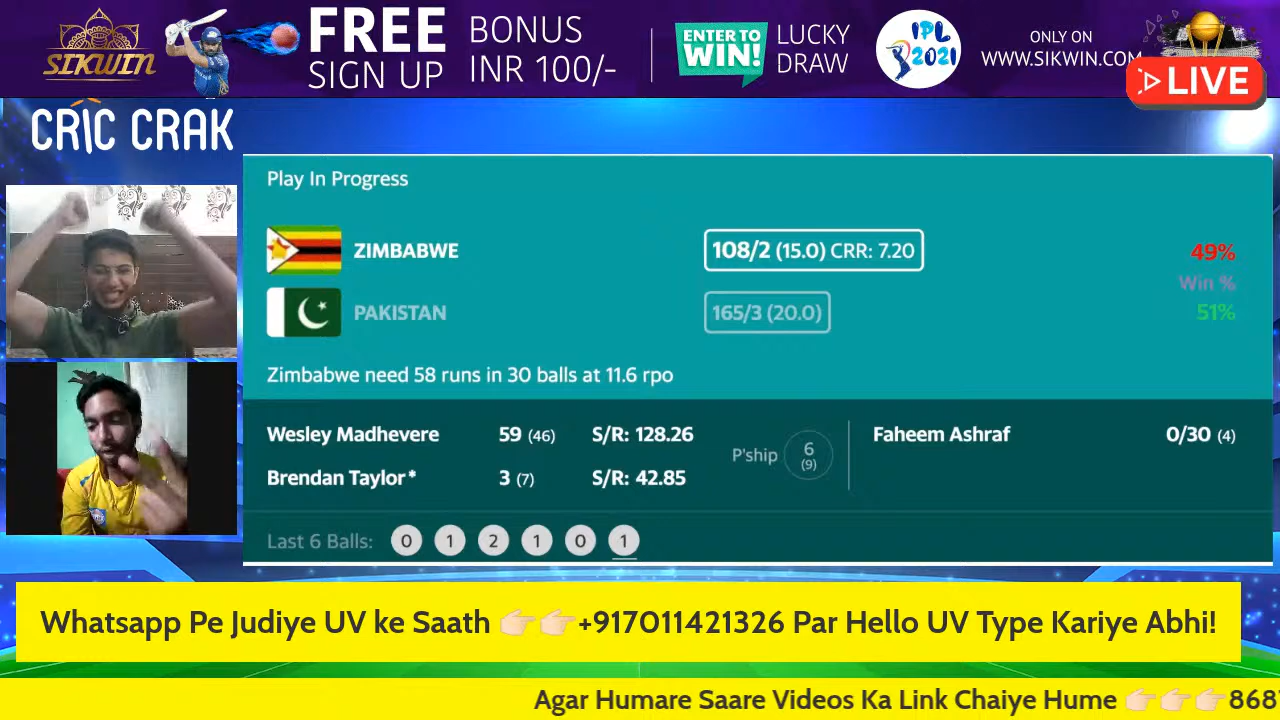 SIKWIN
FREE
SIGN UP
BONUS
INR 100/-
ENTER TO
WIN!
LUCKY
DRAW
IPL
2021
ONLY ON
WWW.SIKWIN.COM
LIVE
CRIC CRAK
Play In Progress
ZIMBABWE 108/2 (15.0) CRR: 7.20 49%
Win %
PAKISTAN 165/3 (20.0) 51%
Zimbabwe need 58 runs in 30 balls at 11.6 rpo
Wesley Madhevere 59 (46) S/R: 128.26
Brendan Taylor* 3 (7) S/R: 42.85
P'ship 6 (9)
Faheem Ashraf 0/30 (4)
Last 6 Balls: 0 1 2 1 0 1
Whatsapp Pe Judiye UV ke Saath 👉🏻👉🏻+917011421326 Par Hello UV Type Kariye Abhi!
Agar Humare Saare Videos Ka Link Chaiye Hume 👉🏻👉🏻👉🏻868